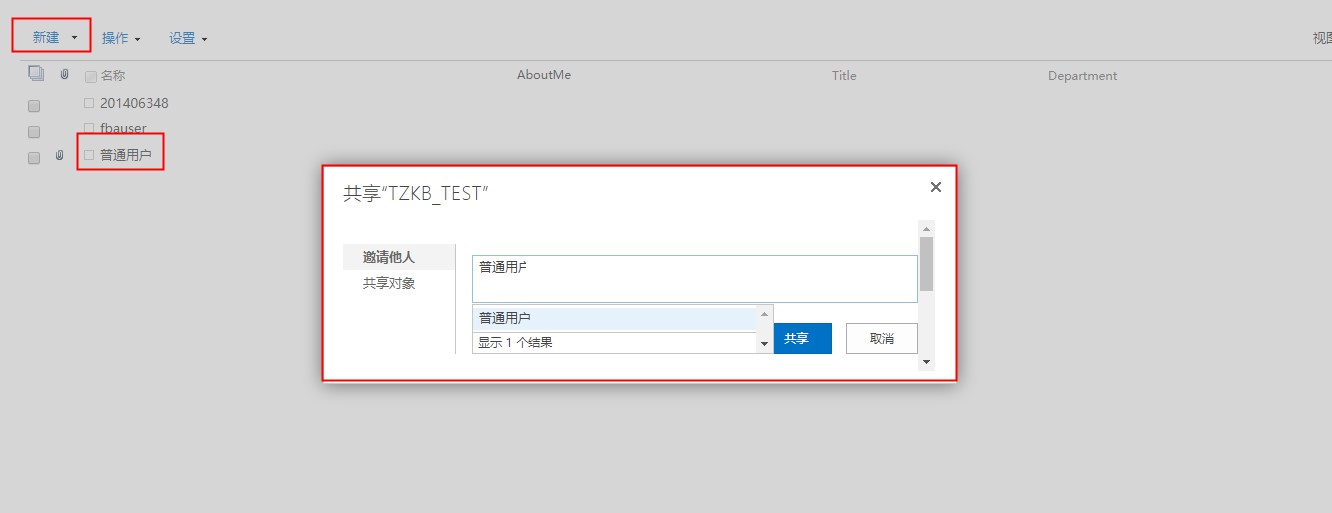 新建 操作 设置 视图
名称 AboutMe Title Department
201406348
fbauser
普通用户
共享“TZKB_TEST”
邀请他人
共享对象
普通用户
普通用户
显示 1 个结果
共享 取消